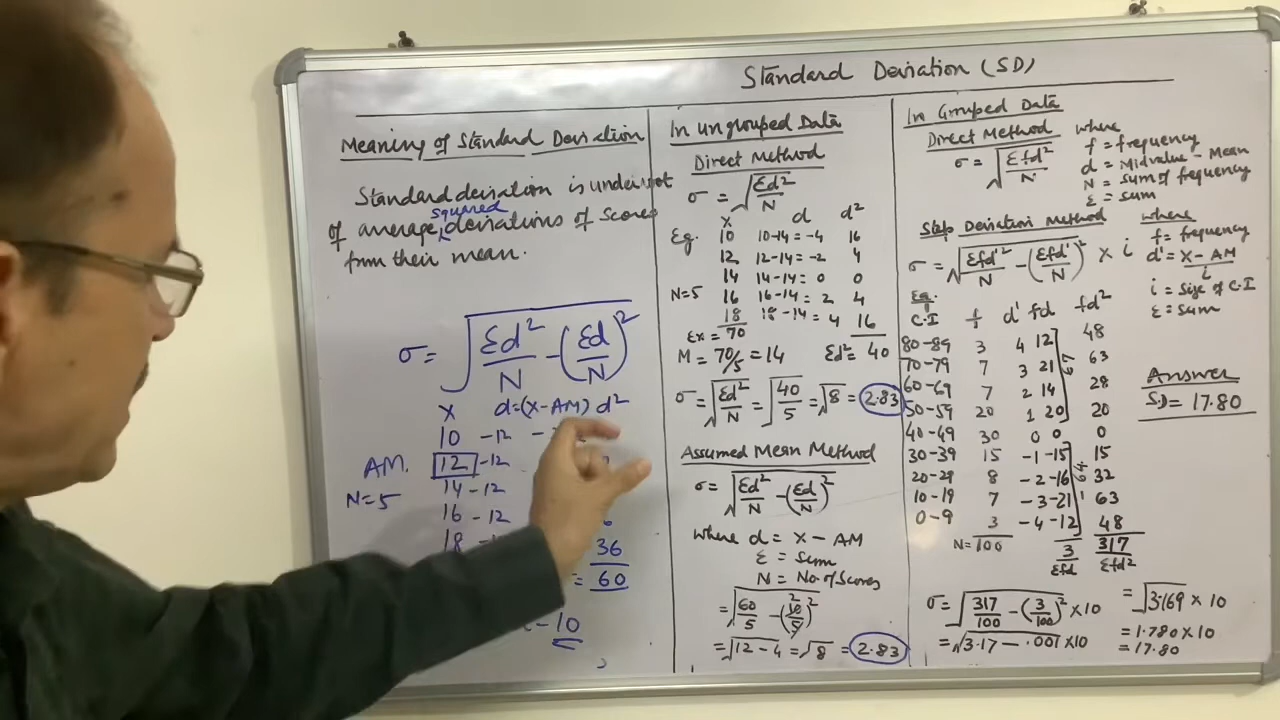 Standard Deviation (SD)
Meaning of Standard Deviation
Standard deviation is under root
squared
of average deviations of Scores
from their mean.
σ = √Σd²/N - (Σd/N)²
X d=(X-AM) d²
10 -12 -
AM. 12 -12
N=5 14 -12
16 -12
18
36
= 60
10
In Ungrouped Data
Direct Method
σ = √Σd²/N
X d d²
Eg. 10 10-14=-4 16
12 12-14=-2 4
14 14-14=0 0
N=5 16 16-14=2 4
18 18-14=4 16
Σx=70
M = 70/5 = 14 Σd²= 40
σ = √Σd²/N = √40/5 = √8 = 2.83
Assumed Mean Method
σ = √Σd²/N - (Σd/N)²
where d = X - AM
Σ = Sum
N = No. of Scores
= √60/5 - (10/5)²
2
= √12-4 = √8 = 2.83
In Grouped Data
Direct Method
σ = √Σfd²/N
where
f = frequency
d = Midvalue - Mean
N = sum of frequency
Σ = sum
Step Deviation Method
σ = √Σfd'²/N - (Σfd'/N)² × i
where
f = frequency
d' = X - AM/i
i = Size of C.I
Σ = sum
Eg.
C.I f d' fd fd²
80-89 3 4 12 48
70-79 7 3 21 63
60-69 7 2 14 28
50-59 20 1 20 20
40-49 30 0 0 0
30-39 15 -1 -15 15
20-29 8 -2 -16 32
10-19 7 -3 -21 63
0-9 3 -4 -12 48
N=100 3 317
Σfd Σfd²
σ = √317/100 - (3/100)² × 10
= √3.17 - .001 × 10
= √3.169 × 10
= 1.780 × 10
= 17.80
Answer
S.D = 17.80